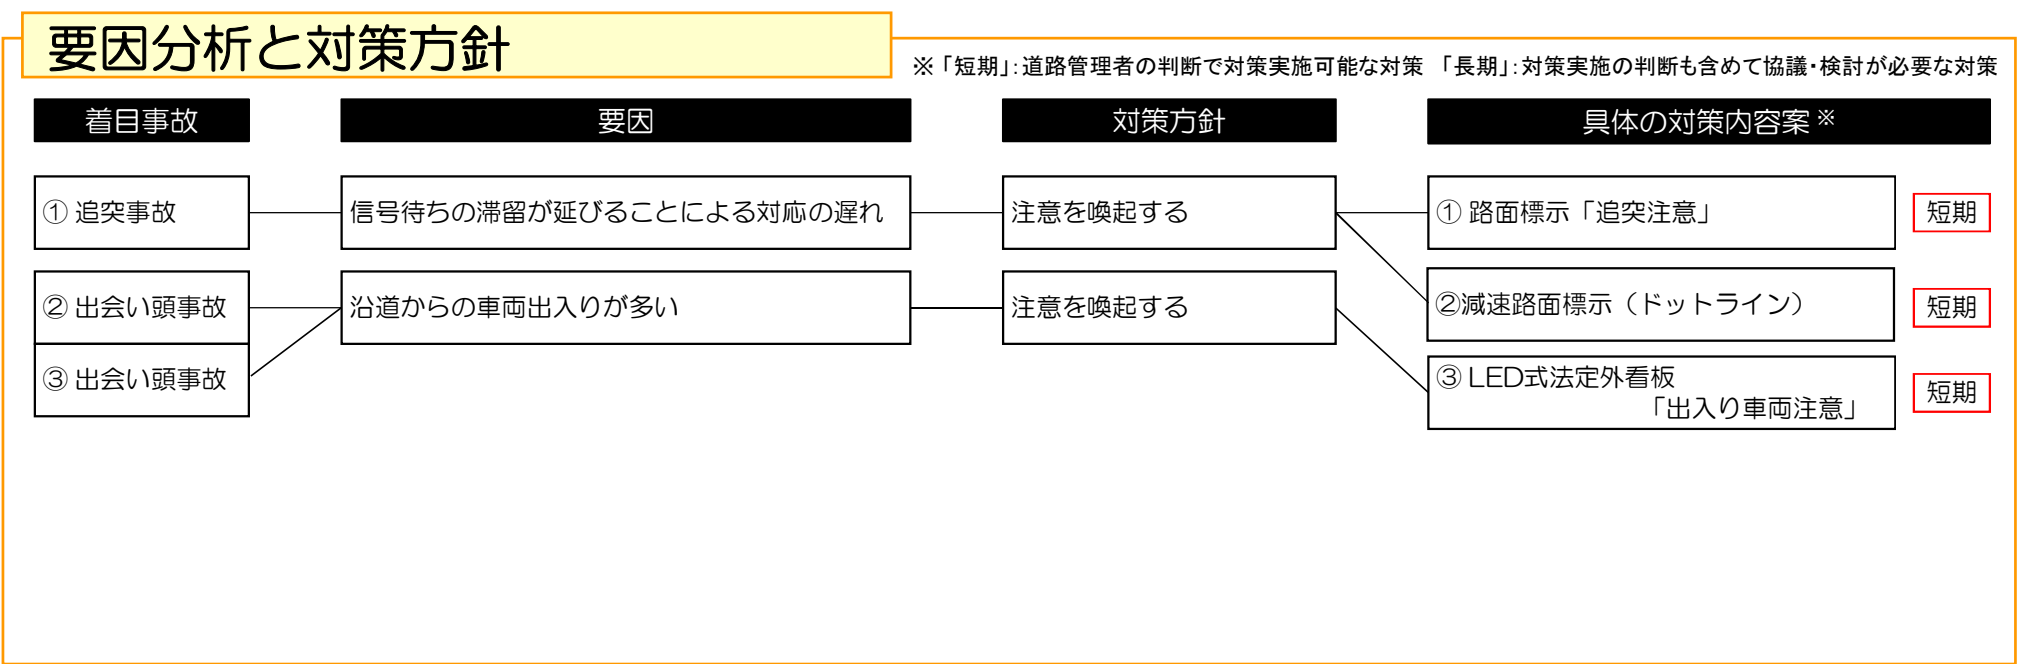 要因分析と対策方針
※「短期」：道路管理者の判断で対策実施可能な対策 「長期」：対策実施の判断も含めて協議・検討が必要な対策
着目事故
要因
対策方針
具体の対策内容案※
① 追突事故
信号待ちの滞留が延びることによる対応の遅れ
注意を喚起する
① 路面標示「追突注意」
短期
② 出会い頭事故
沿道からの車両出入りが多い
注意を喚起する
②減速路面標示（ドットライン）
短期
③ 出会い頭事故
③ LED式法定外看板
「出入り車両注意」
短期